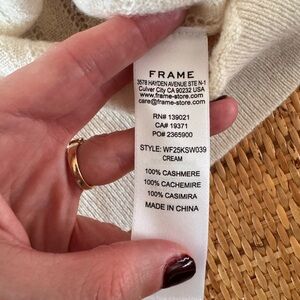 FRAME
3578 HAYDEN AVENUE STE N-1
Culver City CA 90232 USA
www.frame-store.com
care@frame-store.com
RN# 139021
CA# 19371
PO# 2365900
STYLE: WF25KSW039
CREAM
100% CASHMERE
100% CACHEMIRE
100% CASIMIRA
MADE IN CHINA